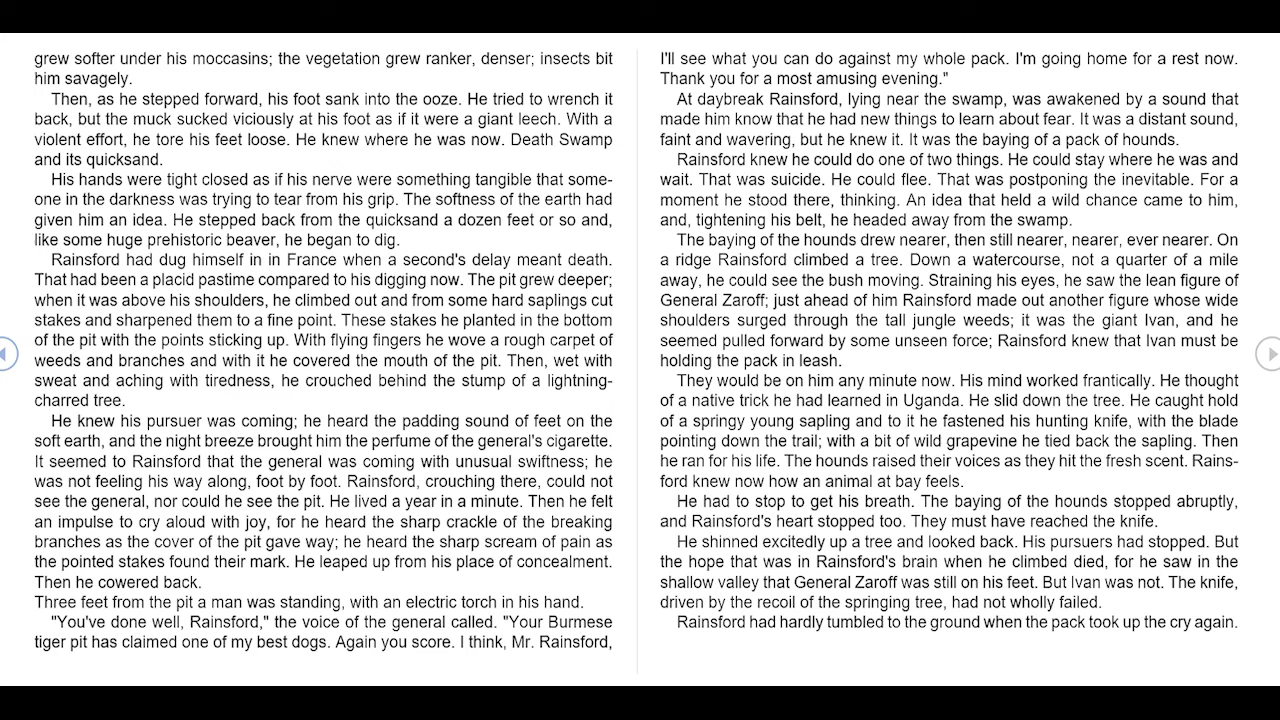 grew softer under his moccasins; the vegetation grew ranker, denser; insects bit
him savagely.
Then, as he stepped forward, his foot sank into the ooze. He tried to wrench it
back, but the muck sucked viciously at his foot as if it were a giant leech. With a
violent effort, he tore his feet loose. He knew where he was now. Death Swamp
and its quicksand.
His hands were tight closed as if his nerve were something tangible that some-
one in the darkness was trying to tear from his grip. The softness of the earth had
given him an idea. He stepped back from the quicksand a dozen feet or so and,
like some huge prehistoric beaver, he began to dig.
Rainsford had dug himself in in France when a second's delay meant death.
That had been a placid pastime compared to his digging now. The pit grew deeper;
when it was above his shoulders, he climbed out and from some hard saplings cut
stakes and sharpened them to a fine point. These stakes he planted in the bottom
of the pit with the points sticking up. With flying fingers he wove a rough carpet of
weeds and branches and with it he covered the mouth of the pit. Then, wet with
sweat and aching with tiredness, he crouched behind the stump of a lightning-
charred tree.
He knew his pursuer was coming; he heard the padding sound of feet on the
soft earth, and the night breeze brought him the perfume of the general's cigarette.
It seemed to Rainsford that the general was coming with unusual swiftness; he
was not feeling his way along, foot by foot. Rainsford, crouching there, could not
see the general, nor could he see the pit. He lived a year in a minute. Then he felt
an impulse to cry aloud with joy, for he heard the sharp crackle of the breaking
branches as the cover of the pit gave way; he heard the sharp scream of pain as
the pointed stakes found their mark. He leaped up from his place of concealment.
Then he cowered back.
Three feet from the pit a man was standing, with an electric torch in his hand.
"You've done well, Rainsford," the voice of the general called. "Your Burmese
tiger pit has claimed one of my best dogs. Again you score. I think, Mr. Rainsford,
I'll see what you can do against my whole pack. I'm going home for a rest now.
Thank you for a most amusing evening."
At daybreak Rainsford, lying near the swamp, was awakened by a sound that
made him know that he had new things to learn about fear. It was a distant sound,
faint and wavering, but he knew it. It was the baying of a pack of hounds.
Rainsford knew he could do one of two things. He could stay where he was and
wait. That was suicide. He could flee. That was postponing the inevitable. For a
moment he stood there, thinking. An idea that held a wild chance came to him,
and, tightening his belt, he headed away from the swamp.
The baying of the hounds drew nearer, then still nearer, nearer, ever nearer. On
a ridge Rainsford climbed a tree. Down a watercourse, not a quarter of a mile
away, he could see the bush moving. Straining his eyes, he saw the lean figure of
General Zaroff; just ahead of him Rainsford made out another figure whose wide
shoulders surged through the tall jungle weeds; it was the giant Ivan, and he
seemed pulled forward by some unseen force; Rainsford knew that Ivan must be
holding the pack in leash.
They would be on him any minute now. His mind worked frantically. He thought
of a native trick he had learned in Uganda. He slid down the tree. He caught hold
of a springy young sapling and to it he fastened his hunting knife, with the blade
pointing down the trail; with a bit of wild grapevine he tied back the sapling. Then
he ran for his life. The hounds raised their voices as they hit the fresh scent. Rains-
ford knew now how an animal at bay feels.
He had to stop to get his breath. The baying of the hounds stopped abruptly,
and Rainsford's heart stopped too. They must have reached the knife.
He shinned excitedly up a tree and looked back. His pursuers had stopped. But
the hope that was in Rainsford's brain when he climbed died, for he saw in the
shallow valley that General Zaroff was still on his feet. But Ivan was not. The knife,
driven by the recoil of the springing tree, had not wholly failed.
Rainsford had hardly tumbled to the ground when the pack took up the cry again.